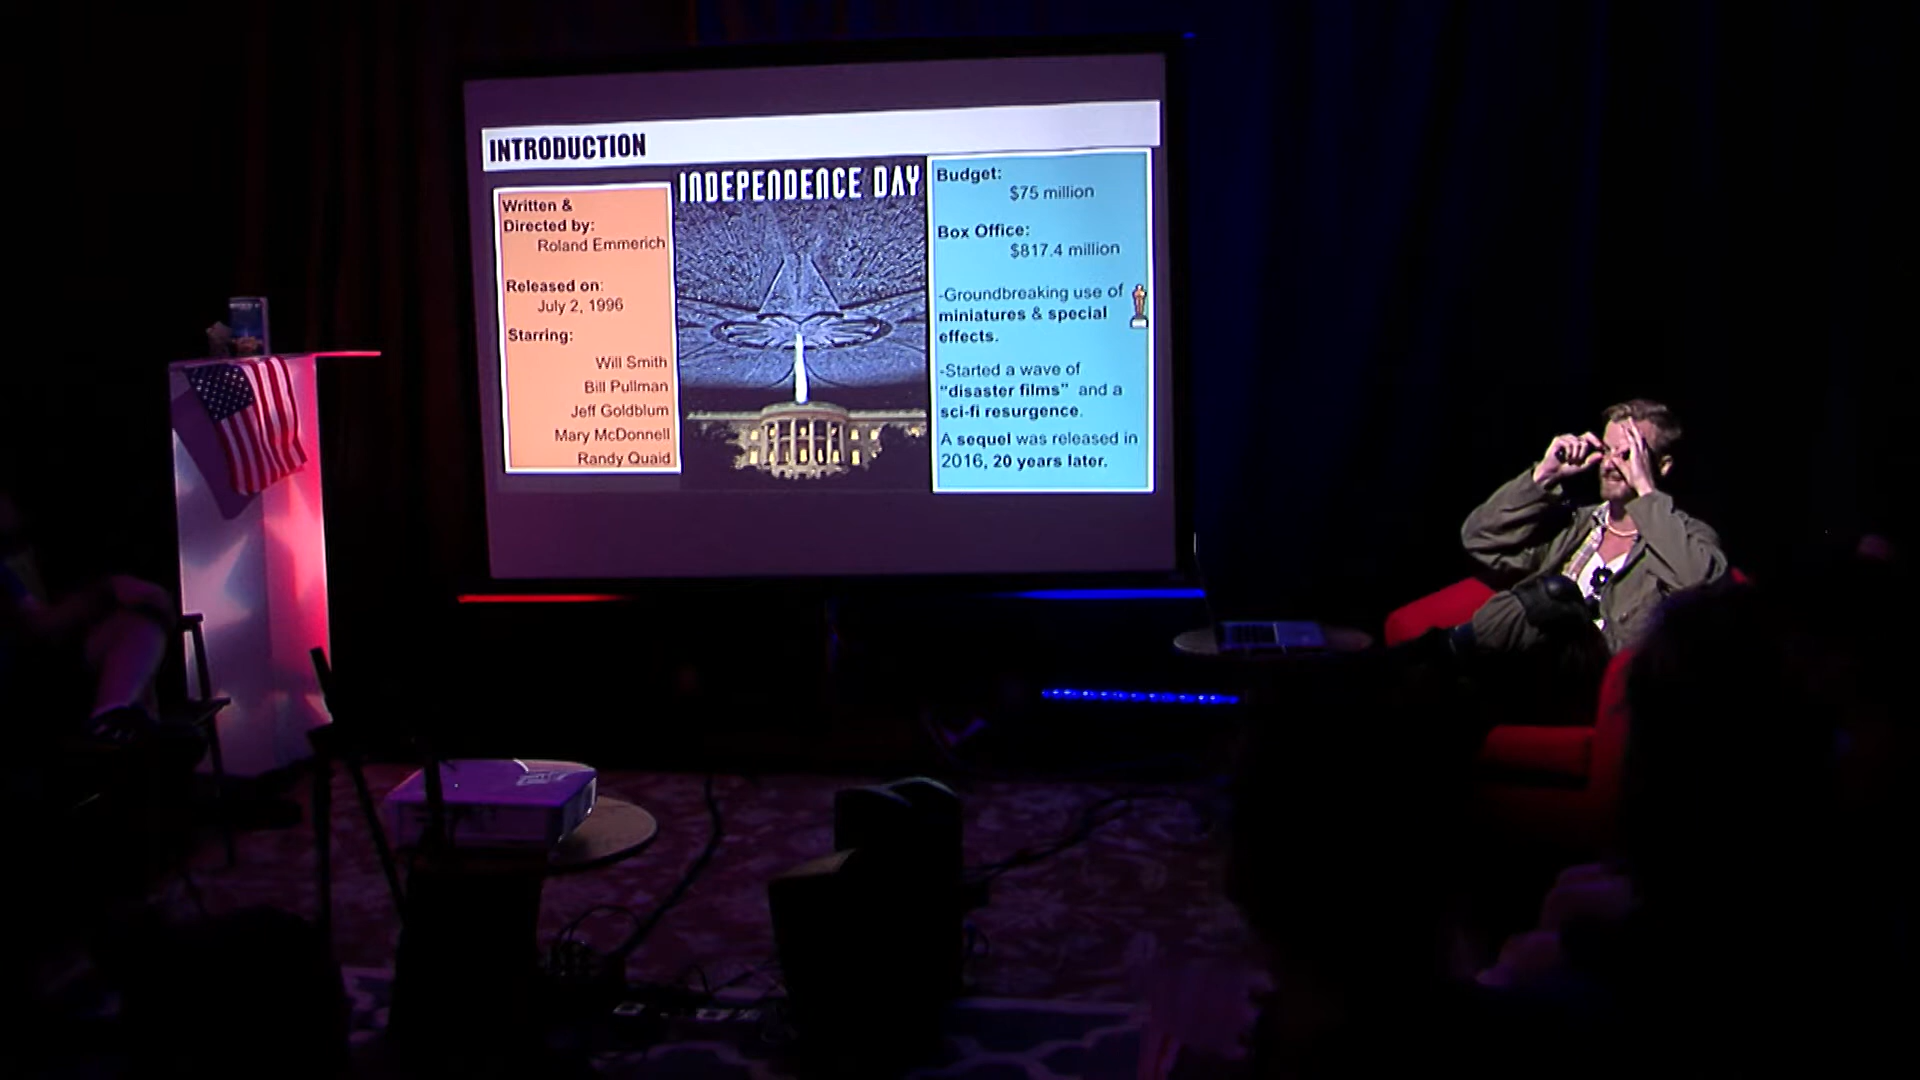 INTRODUCTION
Written &
Directed by:
Roland Emmerich
Released on:
July 2, 1996
Starring:
Will Smith
Bill Pullman
Jeff Goldblum
Mary McDonnell
Randy Quaid
INDEPENDENCE DAY
Budget:
$75 million
Box Office:
$817.4 million
-Groundbreaking use of
miniatures & special
effects.
-Started a wave of
“disaster films” and a
sci-fi resurgence.
A sequel was released in
2016, 20 years later.